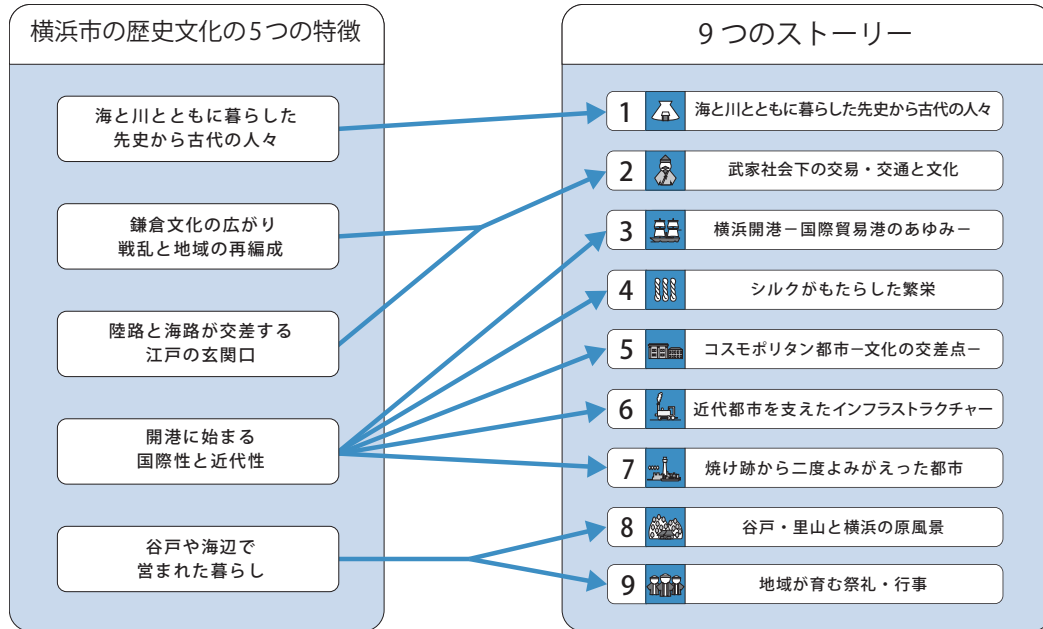 横浜市の歴史文化の5つの特徴
海と川とともに暮らした
先史から古代の人々
鎌倉文化の広がり
戦乱と地域の再編成
陸路と海路が交差する
江戸の玄関口
開港に始まる
国際性と近代性
谷戸や海辺で
営まれた暮らし
9つのストーリー
1 海と川とともに暮らした先史から古代の人々
2 武家社会下の交易・交通と文化
3 横浜開港－国際貿易港のあゆみ－
4 シルクがもたらした繁栄
5 コスモポリタン都市－文化の交差点－
6 近代都市を支えたインフラストラクチャー
7 焼け跡から二度よみがえった都市
8 谷戸・里山と横浜の原風景
9 地域が育む祭礼・行事